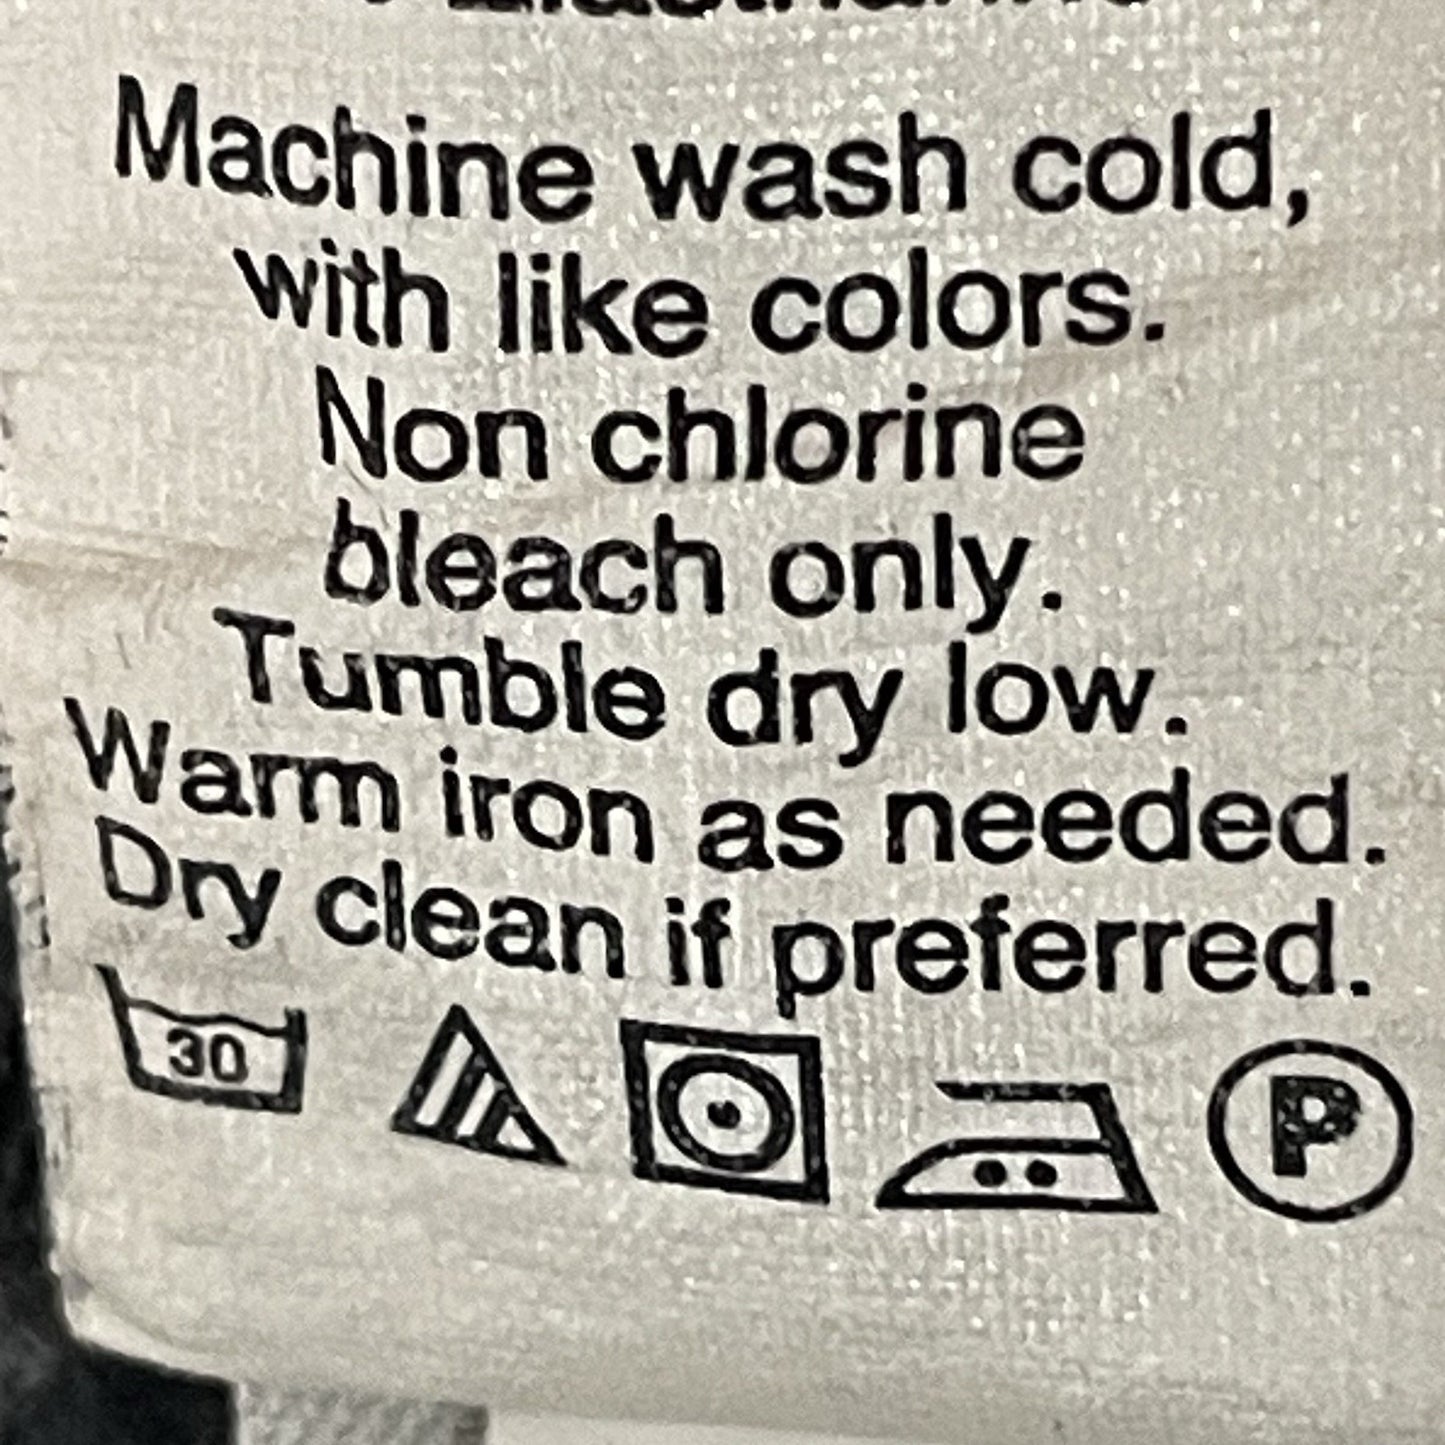 Machine wash cold,
with like colors.
Non chlorine
bleach only.
Tumble dry low.
Warm iron as needed.
Dry clean if preferred.
30 P